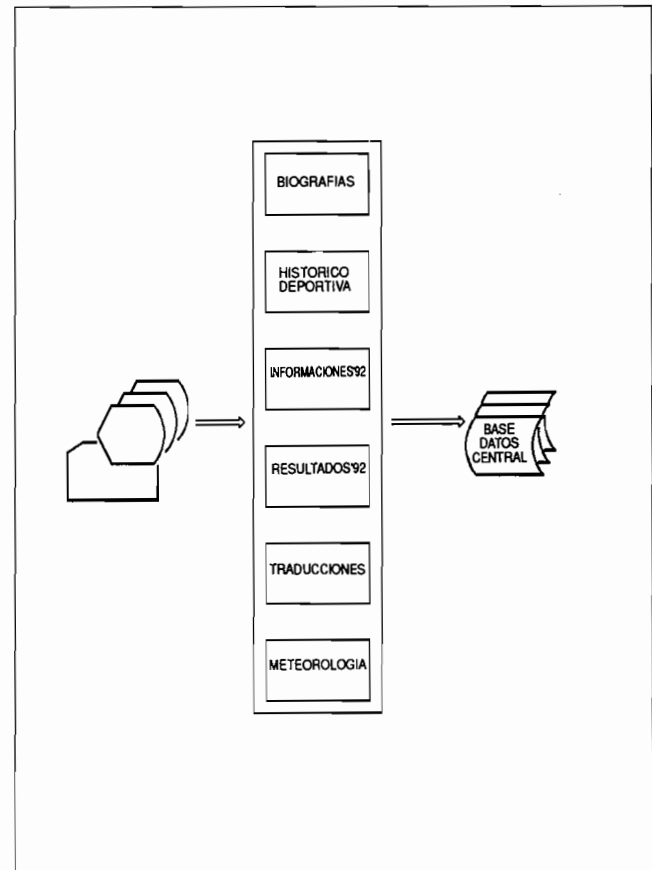 BIOGRAFIAS
HISTORICO
DEPORTIVA
INFORMACIONES'92
RESULTADOS'92
TRADUCCIONES
METEOROLOGIA
BASE
DATOS
CENTRAL